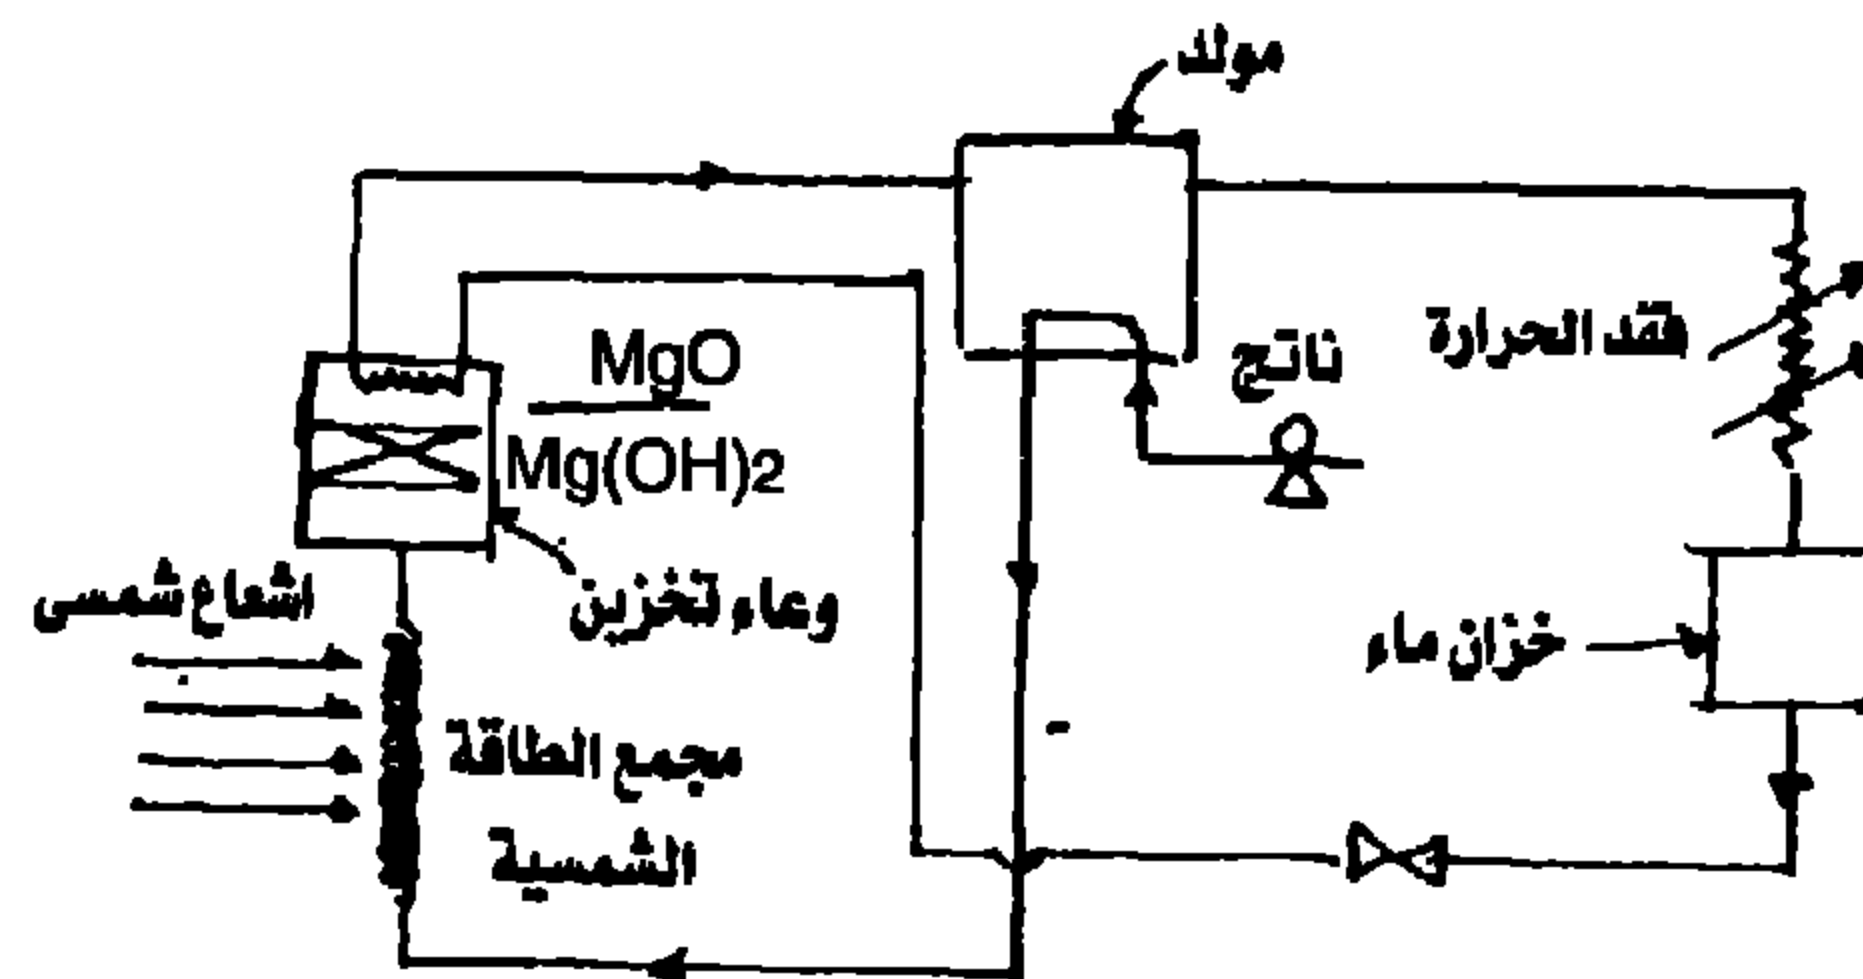 مولد
فقد الحرارة
ناتج
MgO
Mg(OH)2
وعاء تخزين
اشعاع شمسى
خزان ماء
مجمع الطاقة
الشمسية